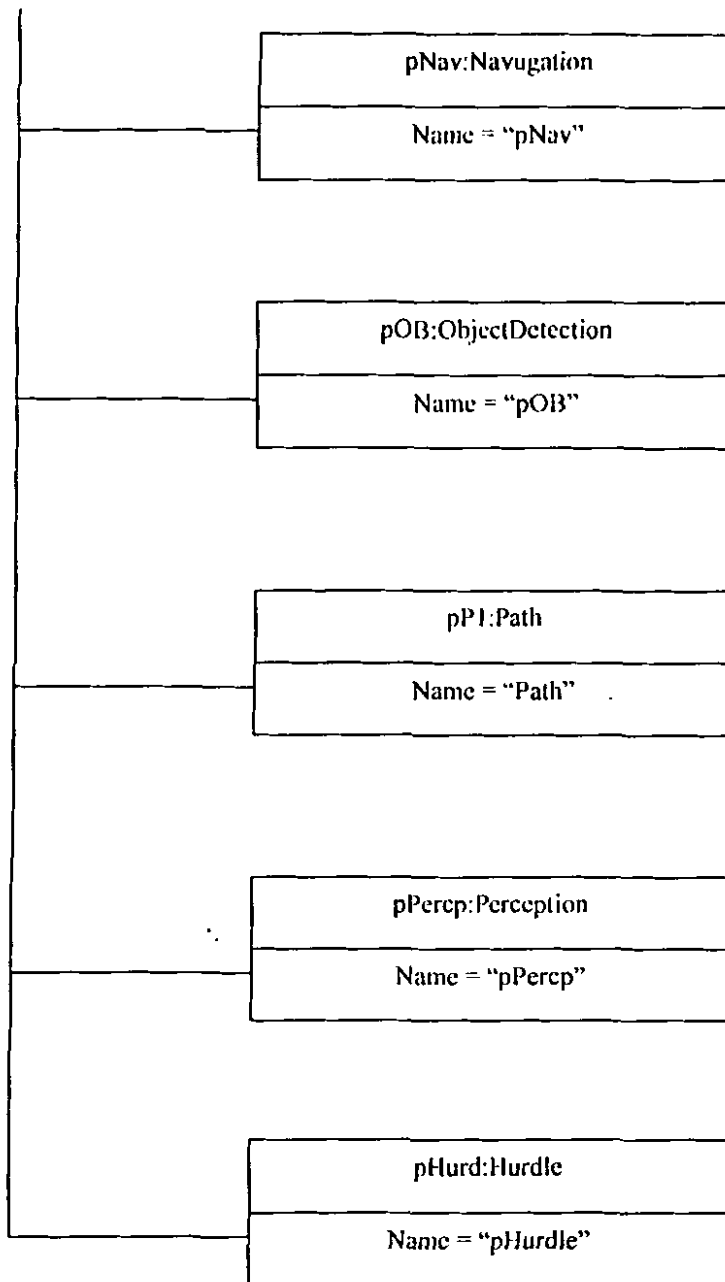 pNav:Navugation
Name = “pNav”
pOB:ObjectDetection
Name = “pOB”
pP1:Path
Name = “Path”
pPercp:Perception
Name = “pPercp”
pHurd:Hurdle
Name = “pHurdle”